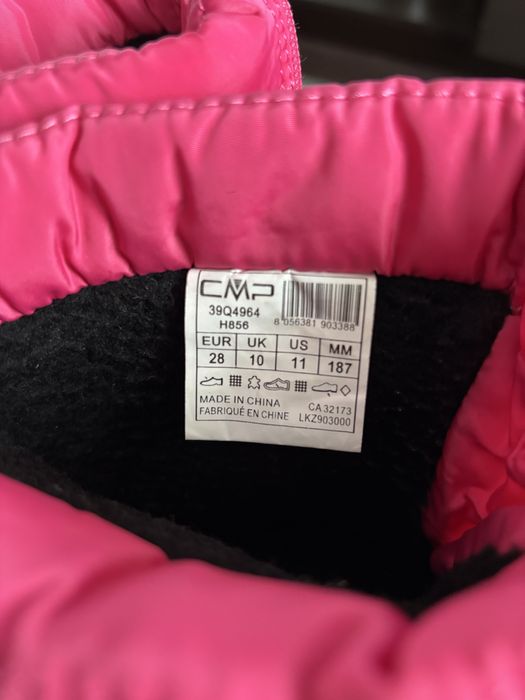 CMP
39Q4964
H856
8 056381 903388
EUR UK US MM
28 10 11 187
MADE IN CHINA CA 32173
FABRIQUÉ EN CHINE LKZ903000